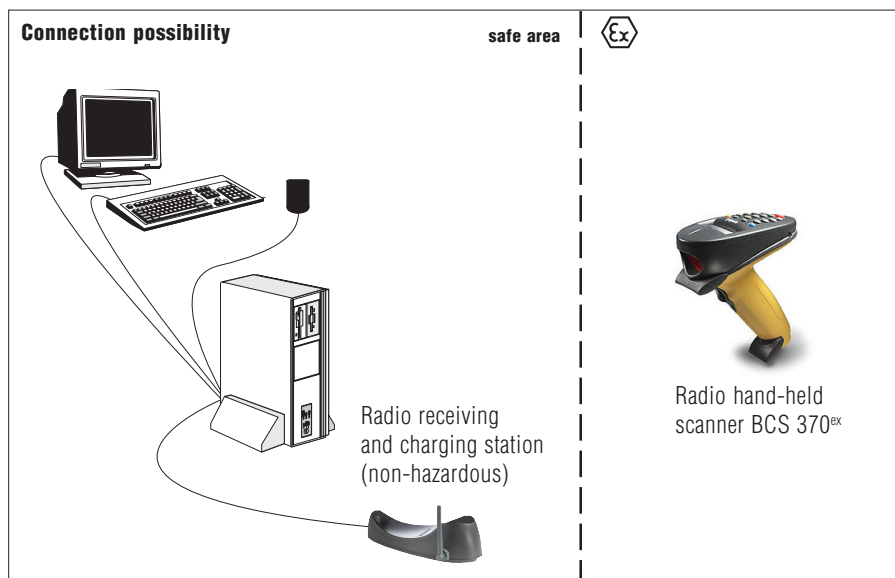 Connection possibility
safe area
Ex
Radio receiving
and charging station
(non-hazardous)
Radio hand-held
scanner BCS 370ex